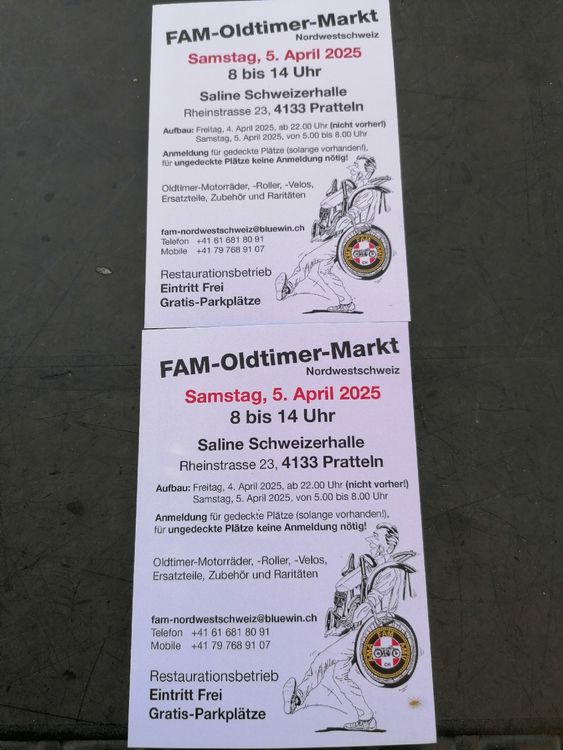 FAM-Oldtimer-Markt
Nordwestschweiz
Samstag, 5. April 2025
8 bis 14 Uhr
Saline Schweizerhalle
Rheinstrasse 23, 4133 Pratteln
Aufbau: Freitag, 4. April 2025, ab 22.00 Uhr (nicht vorher!)
Samstag, 5. April 2025, von 5.00 bis 8.00 Uhr
Anmeldung für gedeckte Plätze (solange vorhanden!),
für ungedeckte Plätze keine Anmeldung nötig!
Oldtimer-Motorräder, -Roller, -Velos,
Ersatzteile, Zubehör und Raritäten
fam-nordwestschweiz@bluewin.ch
Telefon +41 61 681 80 91
Mobile +41 79 768 91 07
Restaurationsbetrieb
Eintritt Frei
Gratis-Parkplätze
FAM
CH
FAM-Oldtimer-Markt
Nordwestschweiz
Samstag, 5. April 2025
8 bis 14 Uhr
Saline Schweizerhalle
Rheinstrasse 23, 4133 Pratteln
Aufbau: Freitag, 4. April 2025, ab 22.00 Uhr (nicht vorher!)
Samstag, 5. April 2025, von 5.00 bis 8.00 Uhr
Anmeldung für gedeckte Plätze (solange vorhanden!),
für ungedeckte Plätze keine Anmeldung nötig!
Oldtimer-Motorräder, -Roller, -Velos,
Ersatzteile, Zubehör und Raritäten
fam-nordwestschweiz@bluewin.ch
Telefon +41 61 681 80 91
Mobile +41 79 768 91 07
Restaurationsbetrieb
Eintritt Frei
Gratis-Parkplätze
FAM
CH